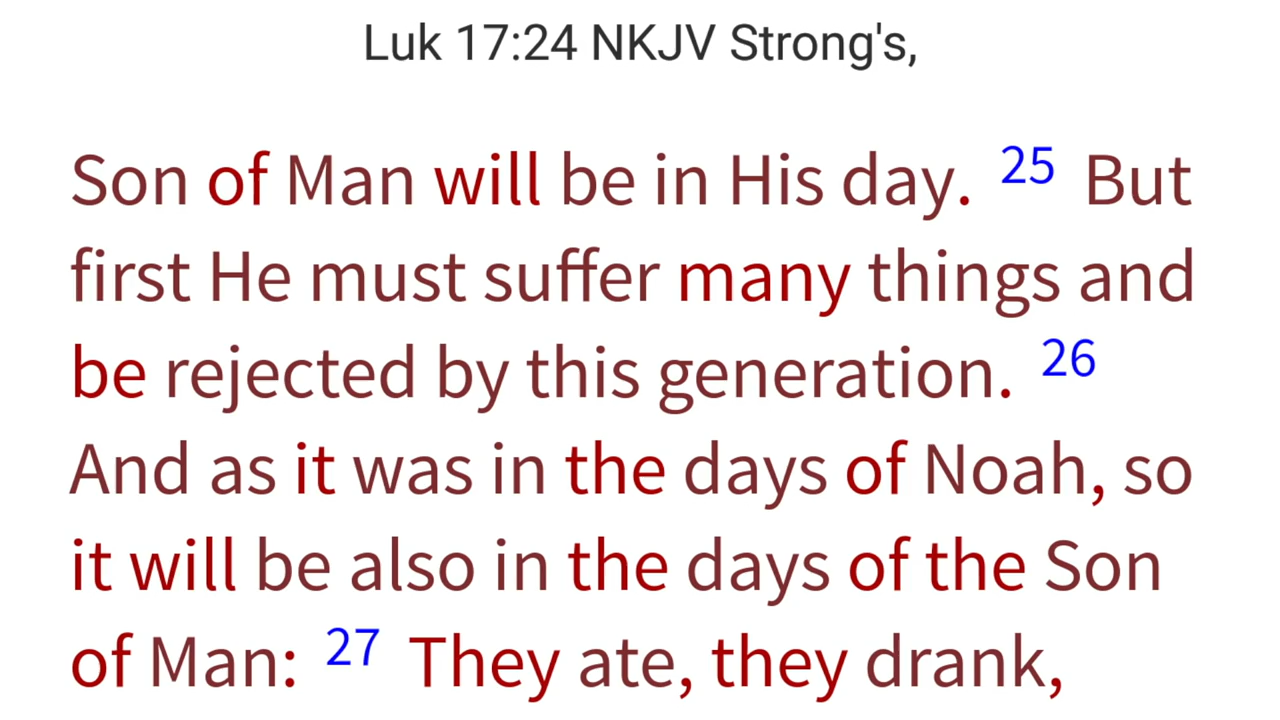 Luk 17:24 NKJV Strong's,
Son of Man will be in His day. 25 But
first He must suffer many things and
be rejected by this generation. 26
And as it was in the days of Noah, so
it will be also in the days of the Son
of Man: 27 They ate, they drank,